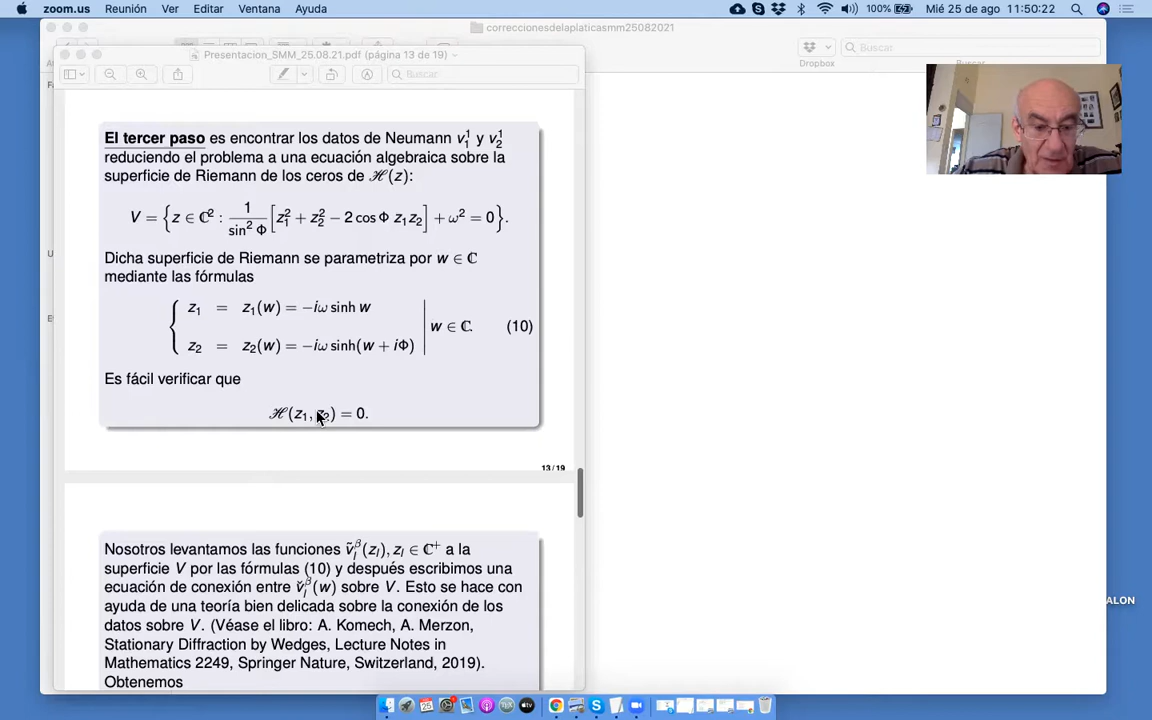 zoom.us Reunión Ver Editar Ventana Ayuda 100% Mié 25 de ago 11:50:22
correccionesdelaplaticasmm25082021
Presentacion_SMM_25.08.21.pdf (página 13 de 19)
Buscar
Dropbox
Buscar
Buscar
El tercer paso es encontrar los datos de Neumann v₁¹ y v₂¹
reduciendo el problema a una ecuación algebraica sobre la
superficie de Riemann de los ceros de ℋ(z):
V = {z ∈ ℂ² : 1/sin² Φ [z₁² + z₂² − 2 cos Φ z₁z₂] + ω² = 0}.
Dicha superficie de Riemann se parametriza por w ∈ ℂ
mediante las fórmulas
z₁ = z₁(w) = −iω sinh w
w ∈ ℂ. (10)
z₂ = z₂(w) = −iω sinh(w + iΦ)
Es fácil verificar que
ℋ(z₁, z₂) = 0.
13/19
Nosotros levantamos las funciones ṽₗᵝ(zₗ), zₗ ∈ ℂ⁺ a la
superficie V por las fórmulas (10) y después escribimos una
ecuación de conexión entre v̌ₗᵝ(w) sobre V. Esto se hace con
ayuda de una teoría bien delicada sobre la conexión de los
datos sobre V. (Véase el libro: A. Komech, A. Merzon,
Stationary Diffraction by Wedges, Lecture Notes in
Mathematics 2249, Springer Nature, Switzerland, 2019).
Obtenemos
ALON